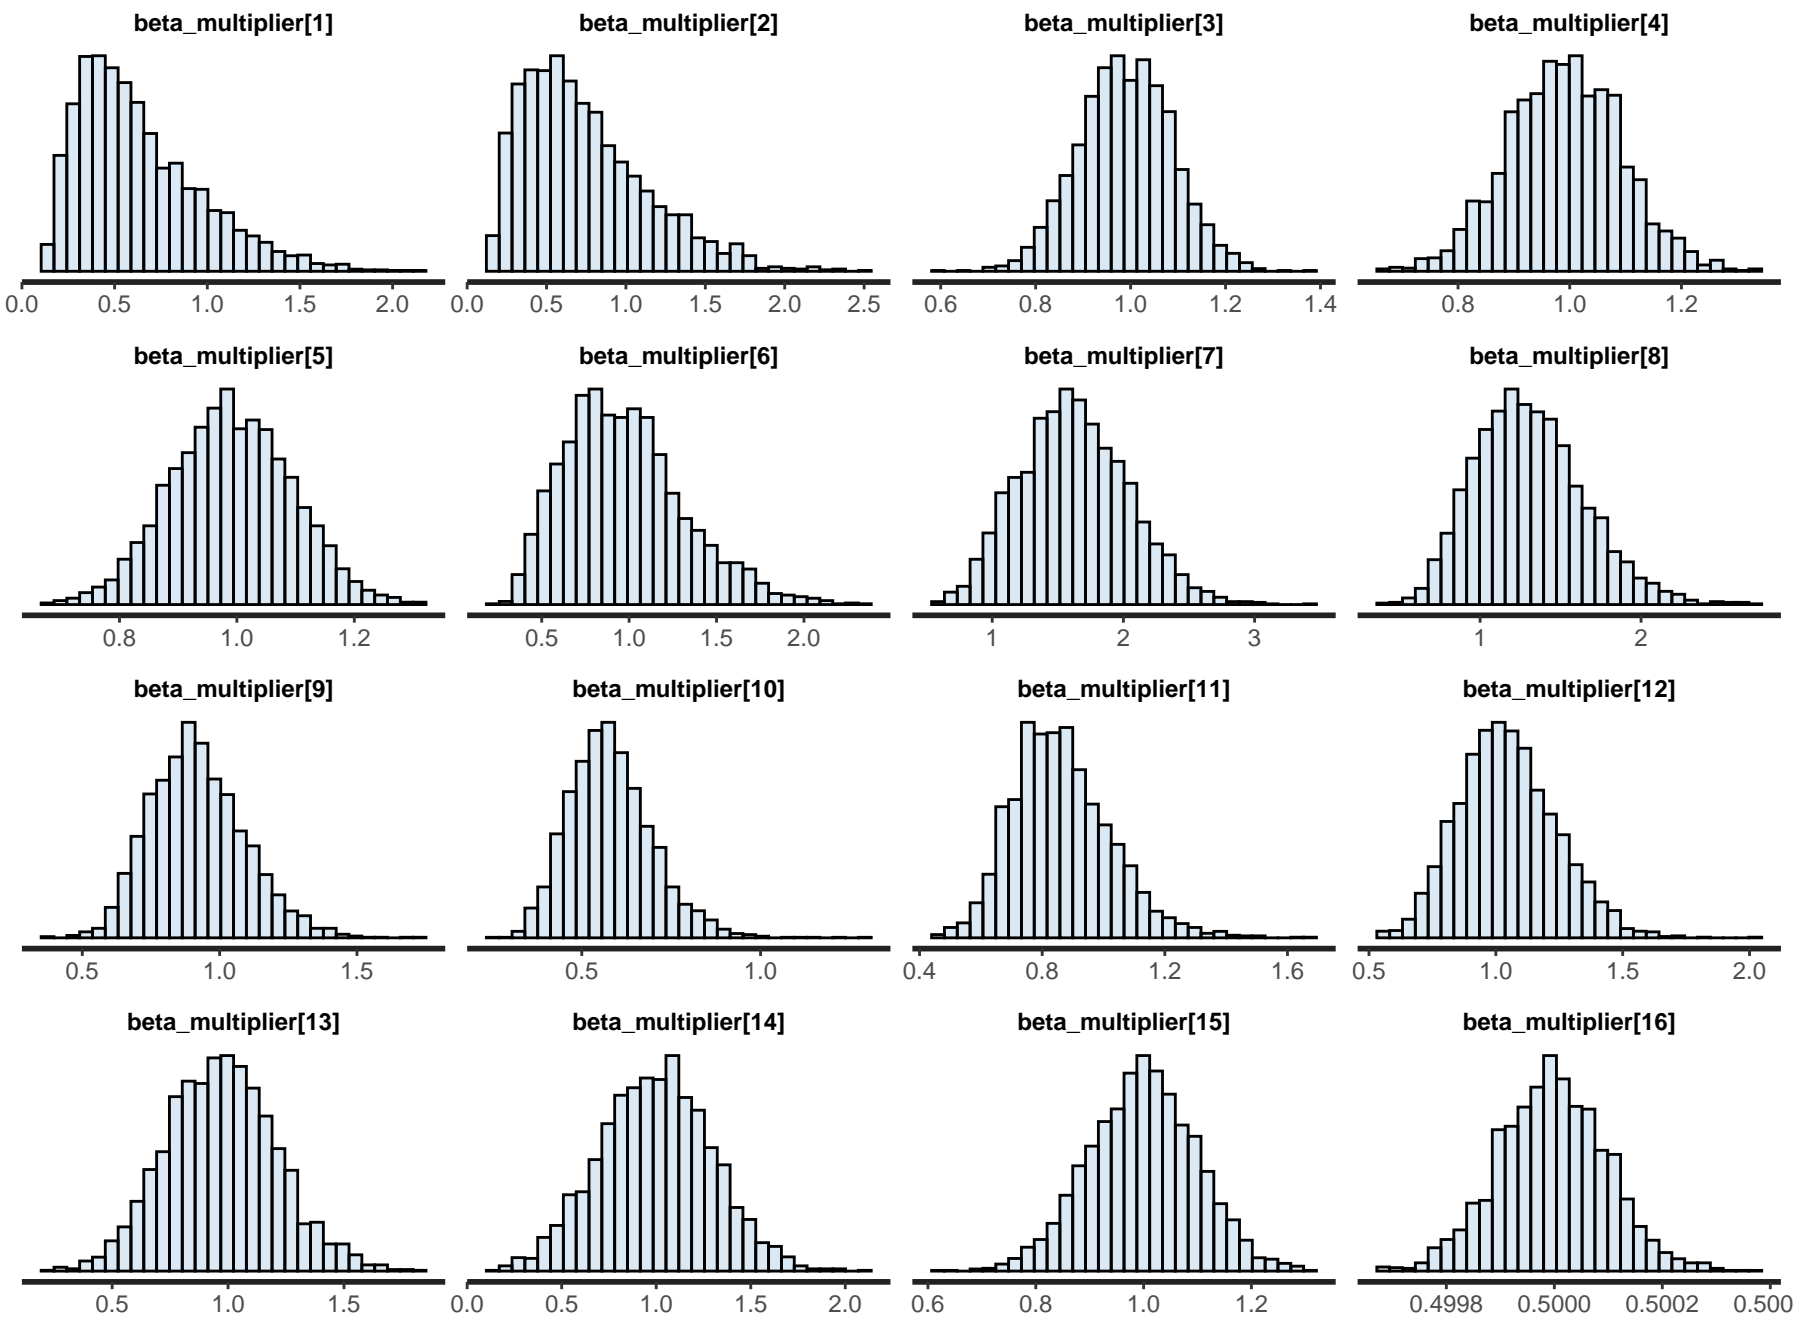 beta_multiplier[1] beta_multiplier[2] beta_multiplier[3] beta_multiplier[4]
0.0 0.5 1.0 1.5 2.0 0.0 0.5 1.0 1.5 2.0 2.5 0.6 0.8 1.0 1.2 1.4 0.8 1.0 1.2
beta_multiplier[5] beta_multiplier[6] beta_multiplier[7] beta_multiplier[8]
0.8 1.0 1.2 0.5 1.0 1.5 2.0 1 2 3 1 2
beta_multiplier[9] beta_multiplier[10] beta_multiplier[11] beta_multiplier[12]
0.5 1.0 1.5 0.5 1.0 0.4 0.8 1.2 1.6 0.5 1.0 1.5 2.0
beta_multiplier[13] beta_multiplier[14] beta_multiplier[15] beta_multiplier[16]
0.5 1.0 1.5 0.0 0.5 1.0 1.5 2.0 0.6 0.8 1.0 1.2 0.4998 0.5000 0.5002 0.500